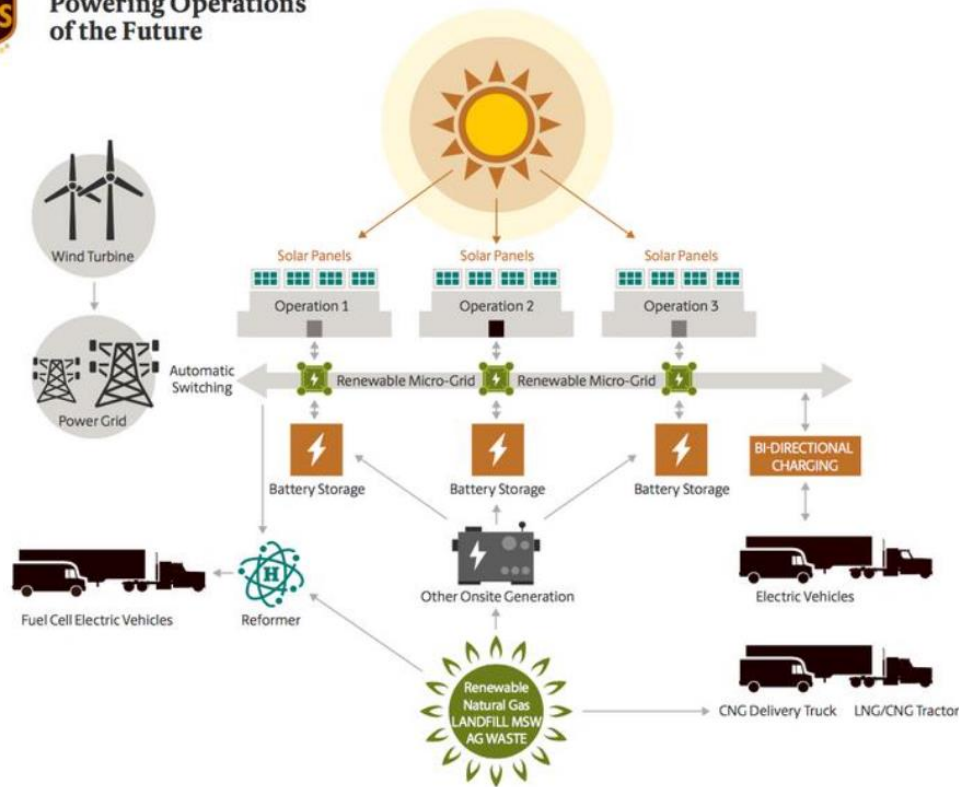 Powering Operations
of the Future
Wind Turbine
Solar Panels
Solar Panels
Solar Panels
Operation 1
Operation 2
Operation 3
Automatic
Switching
Renewable Micro-Grid
Renewable Micro-Grid
Power Grid
BI-DIRECTIONAL
CHARGING
Battery Storage
Battery Storage
Battery Storage
H
Other Onsite Generation
Electric Vehicles
Fuel Cell Electric Vehicles
Reformer
Renewable
Natural Gas
LANDFILL MSW
AG WASTE
CNG Delivery Truck
LNG/CNG Tractor